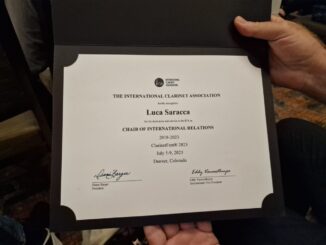 INTERNATIONAL
CLARINET
ASSOCIATION
THE INTERNATIONAL CLARINET ASSOCIATION
Luca Saracca
CHAIR OF INTERNATIONAL RELATIONS
2019-2023
ClarinetFest® 2023
July 5-9, 2023
Denver, Colorado
President